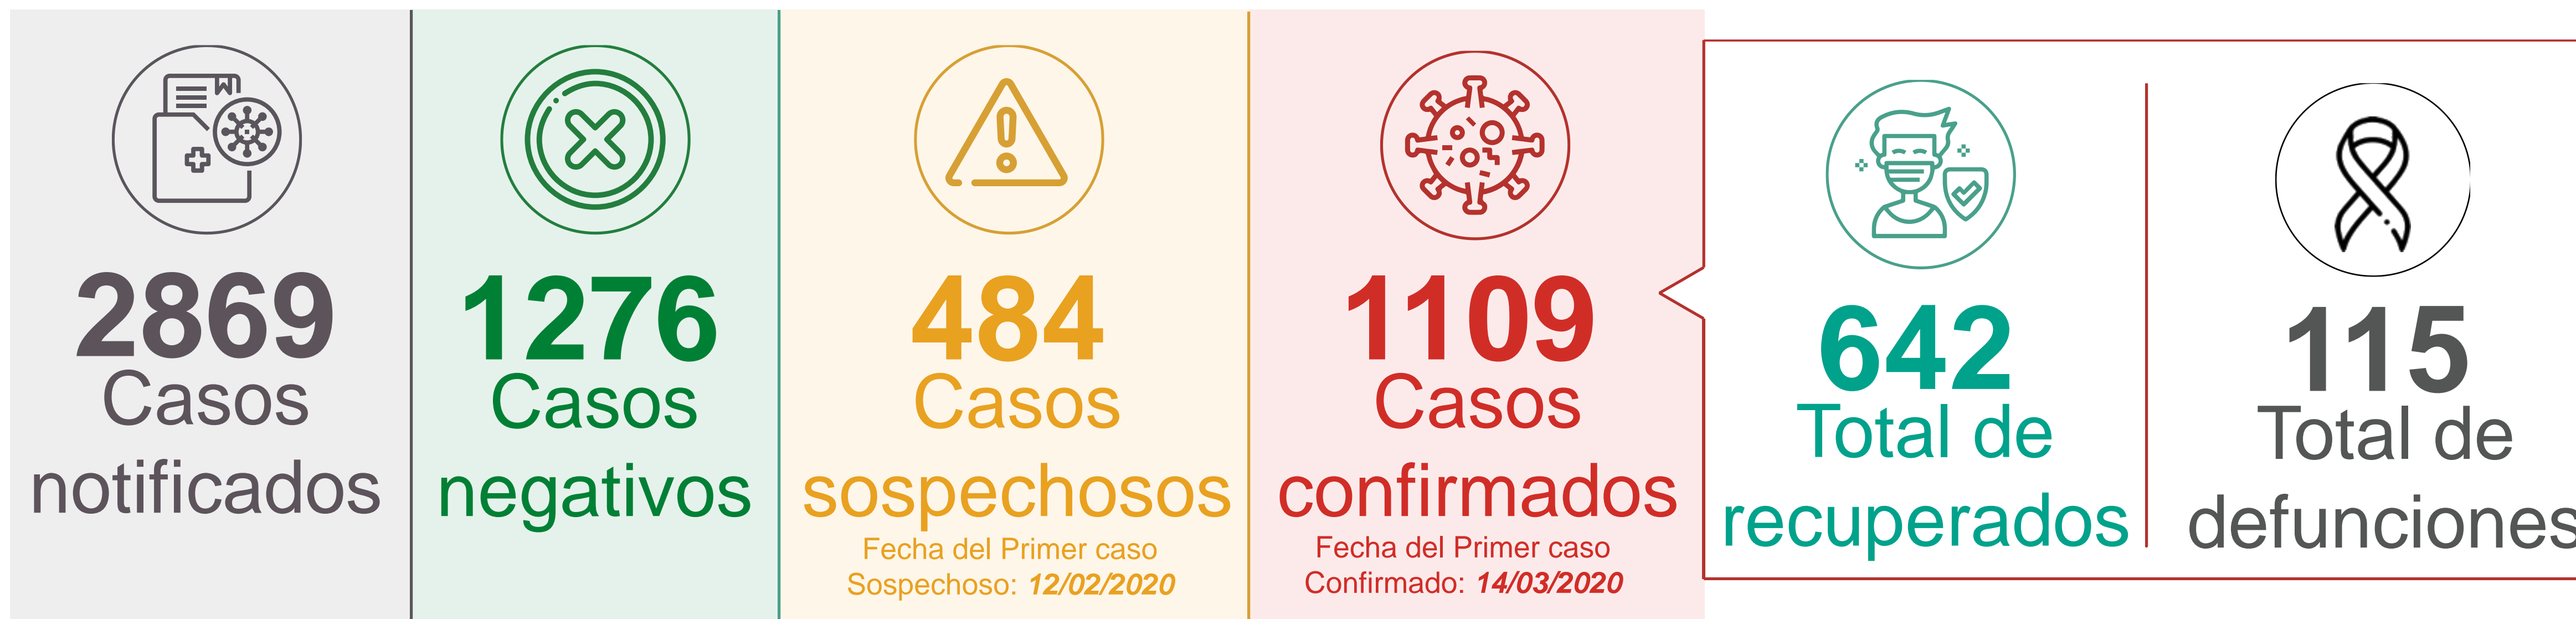 2869
Casos
notificados
1276
Casos
negativos
484
Casos
sospechosos
Fecha del Primer caso
Sospechoso: 12/02/2020
1109
Casos
confirmados
Fecha del Primer caso
Confirmado: 14/03/2020
642
Total de
recuperados
115
Total de
defunciones